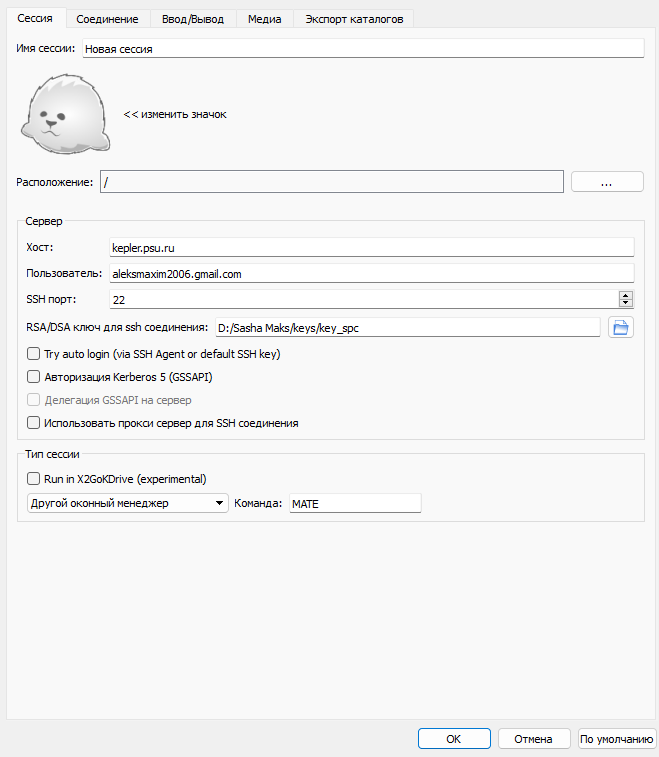 Сессия Соединение Ввод/Вывод Медиа Экспорт каталогов
Имя сессии: Новая сессия
<< изменить значок
Расположение: / ...
Сервер
Хост: kepler.psu.ru
Пользователь: aleksmaxim2006.gmail.com
SSH порт: 22
RSA/DSA ключ для ssh соединения: D:/Sasha Maks/keys/key_spc
Try auto login (via SSH Agent or default SSH key)
Авторизация Kerberos 5 (GSSAPI)
Делегация GSSAPI на сервер
Использовать прокси сервер для SSH соединения
Тип сессии
Run in X2GoKDrive (experimental)
Другой оконный менеджер Команда: MATE
OK Отмена По умолчанию